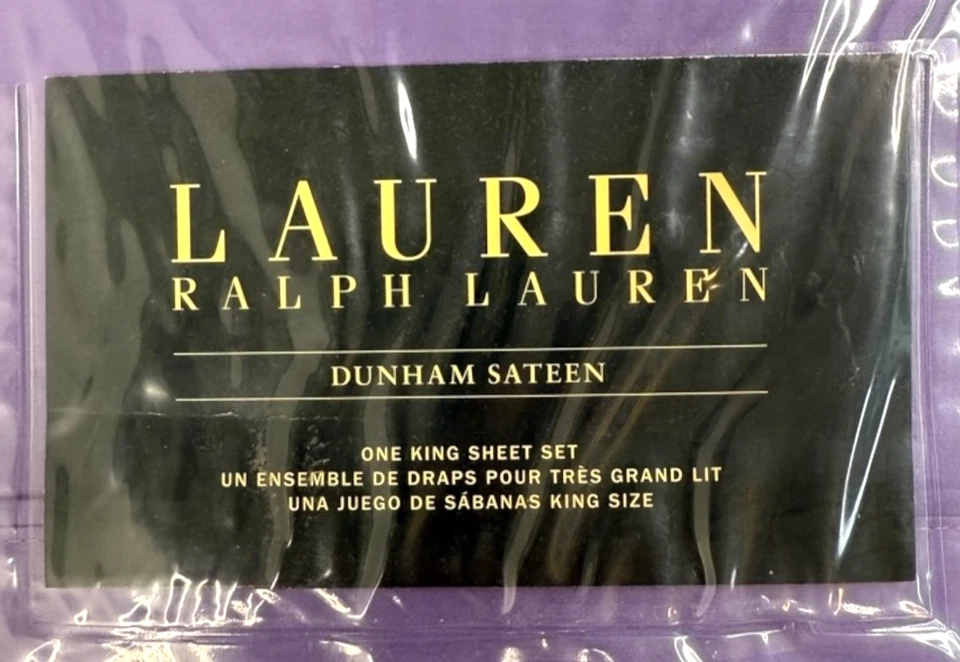 LAUREN
RALPH LAUREN
DUNHAM SATEEN
ONE KING SHEET SET
UN ENSEMBLE DE DRAPS POUR TRÈS GRAND LIT
UNA JUEGO DE SÁBANAS KING SIZE